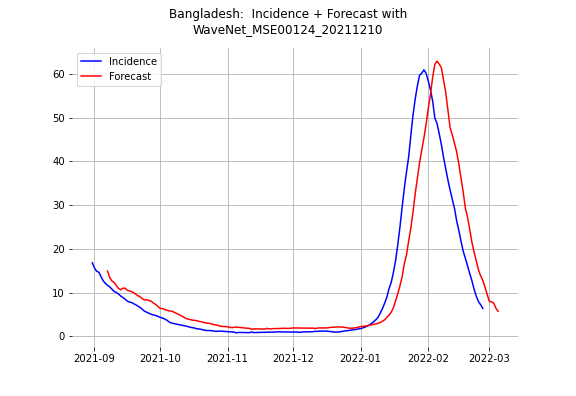 Bangladesh:  Incidence + Forecast with
WaveNet_MSE00124_20211210
Incidence
Forecast
60
50
40
30
20
10
0
2021-09 2021-10 2021-11 2021-12 2022-01 2022-02 2022-03